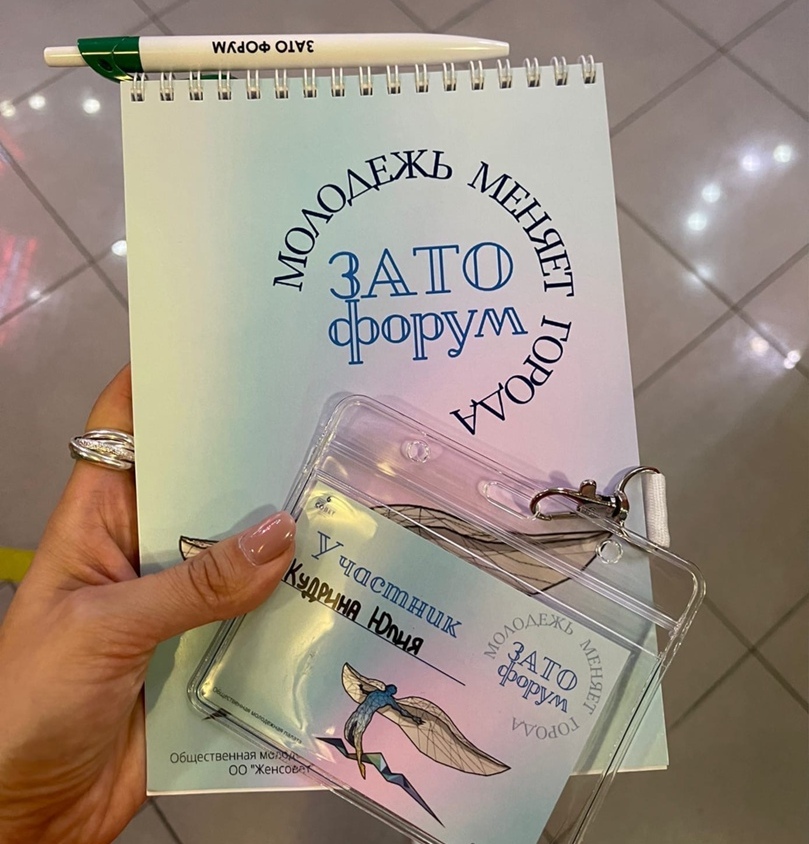 ЗАТО ФОРУМ
МОЛОДЕЖЬ МЕНЯЕТ ГОРОДА
ЗАТО
форум
Участник
Кудрина Юлия
МОЛОДЕЖЬ МЕНЯЕТ ГОРОДА
ЗАТО
форум
Общественная молодежная палата
Общественная
ОО "Женсовет"